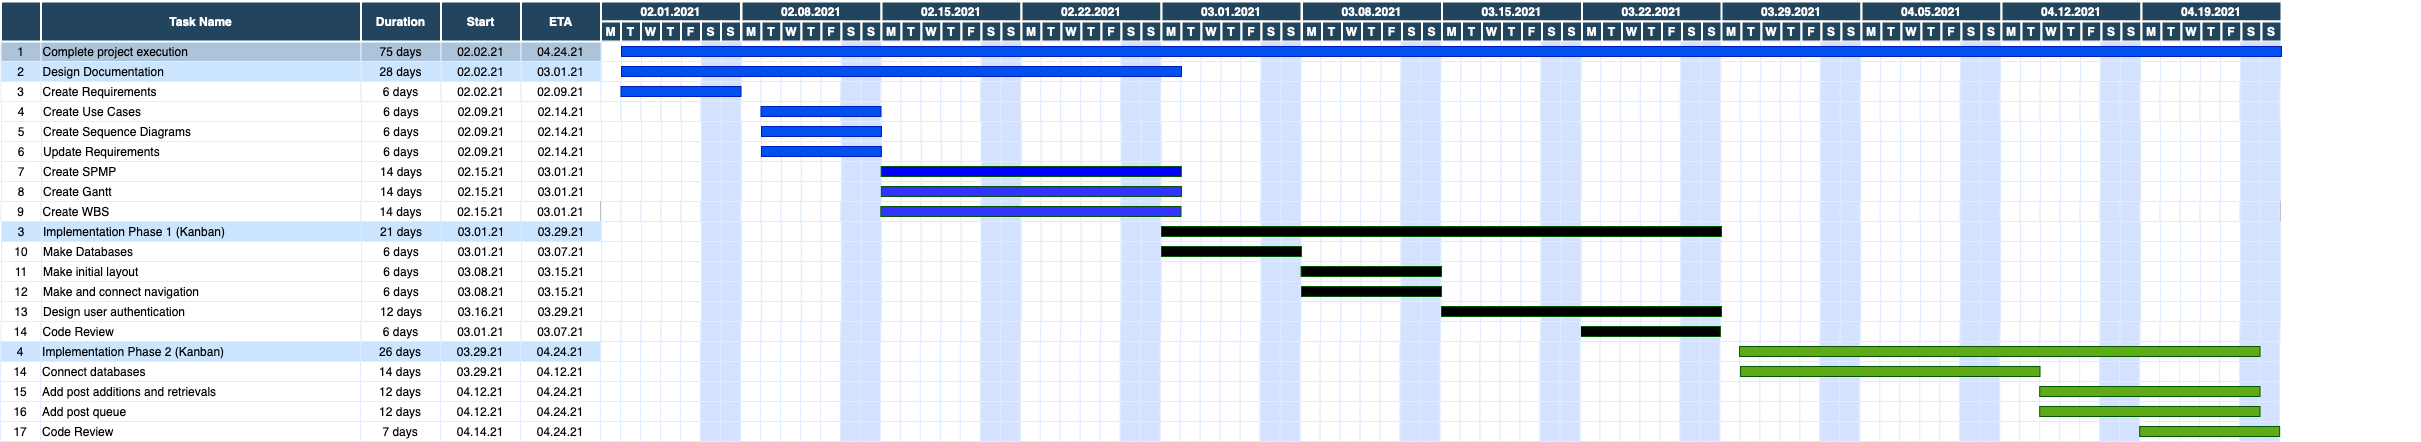 Task Name Duration Start ETA 02.01.2021 02.08.2021 02.15.2021 02.22.2021 03.01.2021 03.08.2021 03.15.2021 03.22.2021 03.29.2021 04.05.2021 04.12.2021 04.19.2021
M T W T F S S M T W T F S S M T W T F S S M T W T F S S M T W T F S S M T W T F S S M T W T F S S M T W T F S S M T W T F S S M T W T F S S M T W T F S S M T W T F S S
1 Complete project execution 75 days 02.02.21 04.24.21
2 Design Documentation 28 days 02.02.21 03.01.21
3 Create Requirements 6 days 02.02.21 02.09.21
4 Create Use Cases 6 days 02.09.21 02.14.21
5 Create Sequence Diagrams 6 days 02.09.21 02.14.21
6 Update Requirements 6 days 02.09.21 02.14.21
7 Create SPMP 14 days 02.15.21 03.01.21
8 Create Gantt 14 days 02.15.21 03.01.21
9 Create WBS 14 days 02.15.21 03.01.21
3 Implementation Phase 1 (Kanban) 21 days 03.01.21 03.29.21
10 Make Databases 6 days 03.01.21 03.07.21
11 Make initial layout 6 days 03.08.21 03.15.21
12 Make and connect navigation 6 days 03.08.21 03.15.21
13 Design user authentication 12 days 03.16.21 03.29.21
14 Code Review 6 days 03.01.21 03.07.21
4 Implementation Phase 2 (Kanban) 26 days 03.29.21 04.24.21
14 Connect databases 14 days 03.29.21 04.12.21
15 Add post additions and retrievals 12 days 04.12.21 04.24.21
16 Add post queue 12 days 04.12.21 04.24.21
17 Code Review 7 days 04.14.21 04.24.21